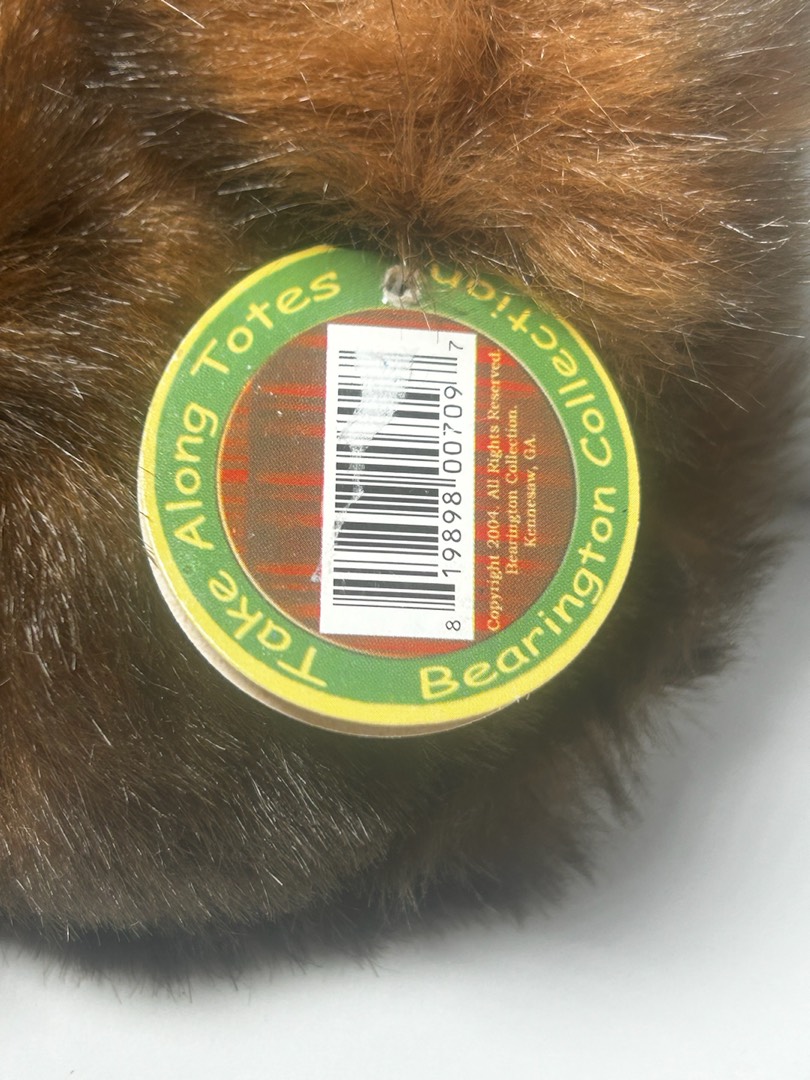 Take Along Totes
Bearington Collection
8 19898 00709 7
Copyright 2004. All Rights Reserved.
Bearington Collection.
Kennesaw, GA.